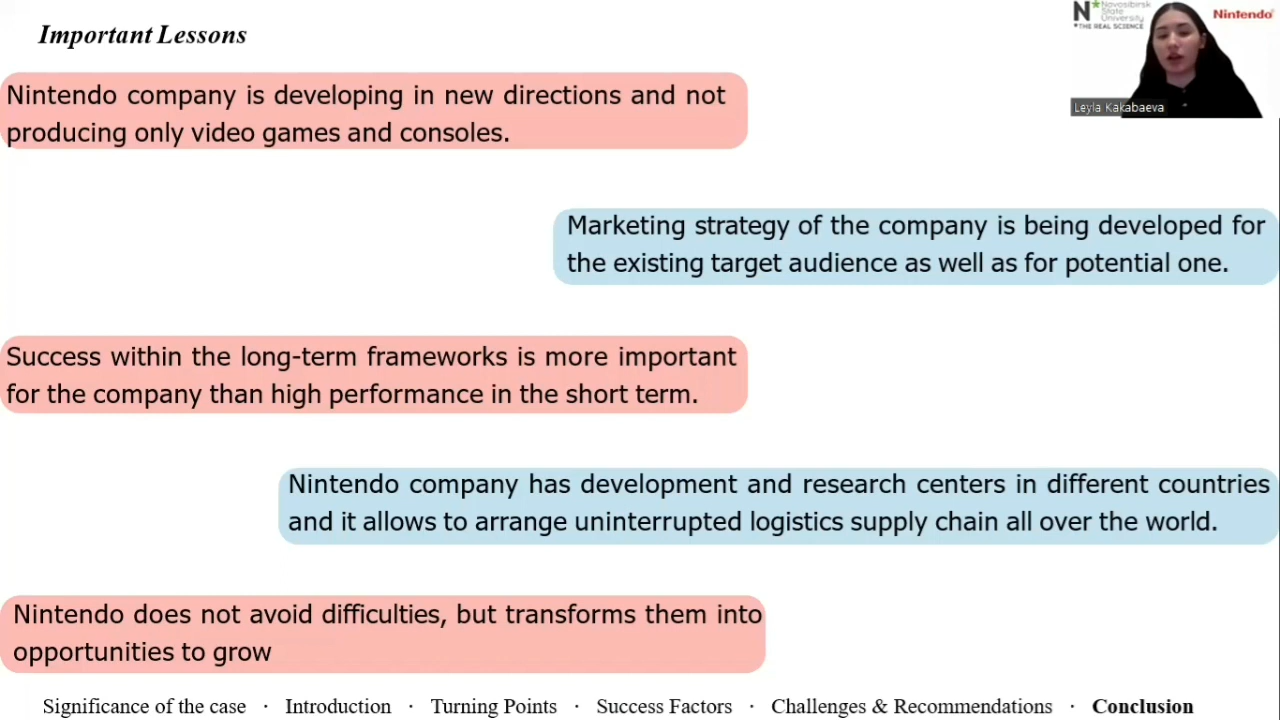 Important Lessons
N* Novosibirsk
State
University
*THE REAL SCIENCE
Nintendo
Leyla Kakabaeva
Nintendo company is developing in new directions and not
producing only video games and consoles.
Marketing strategy of the company is being developed for
the existing target audience as well as for potential one.
Success within the long-term frameworks is more important
for the company than high performance in the short term.
Nintendo company has development and research centers in different countries
and it allows to arrange uninterrupted logistics supply chain all over the world.
Nintendo does not avoid difficulties, but transforms them into
opportunities to grow
Significance of the case · Introduction · Turning Points · Success Factors · Challenges & Recommendations · Conclusion